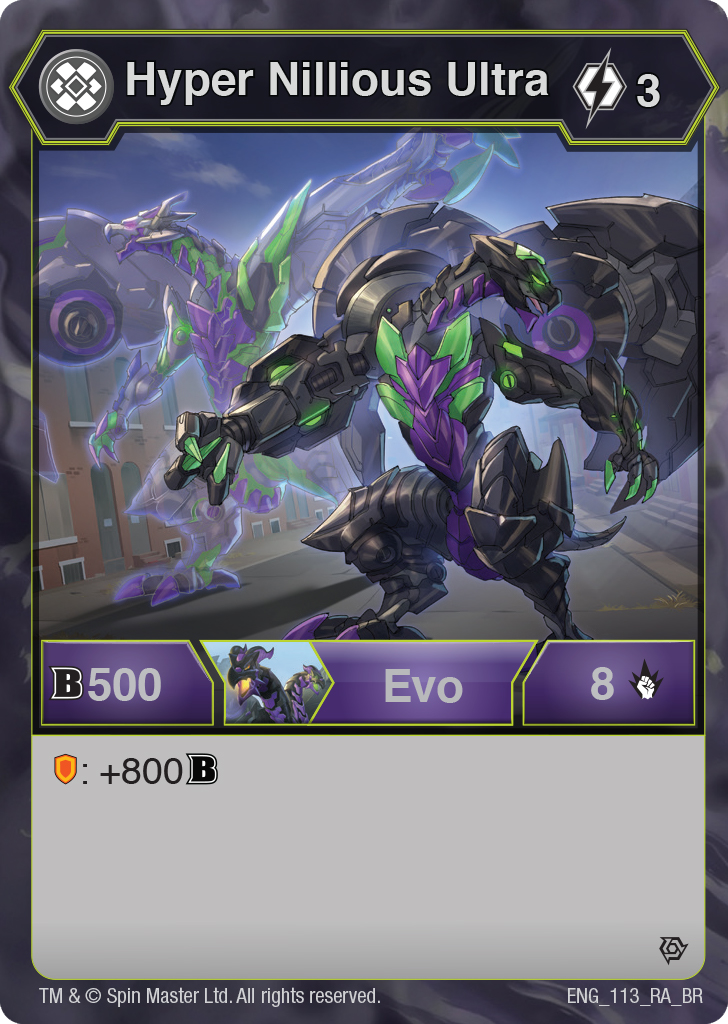 Hyper Nillious Ultra 3
B 500 Evo 8
: +800 B
TM & © Spin Master Ltd. All rights reserved. ENG_113_RA_BR